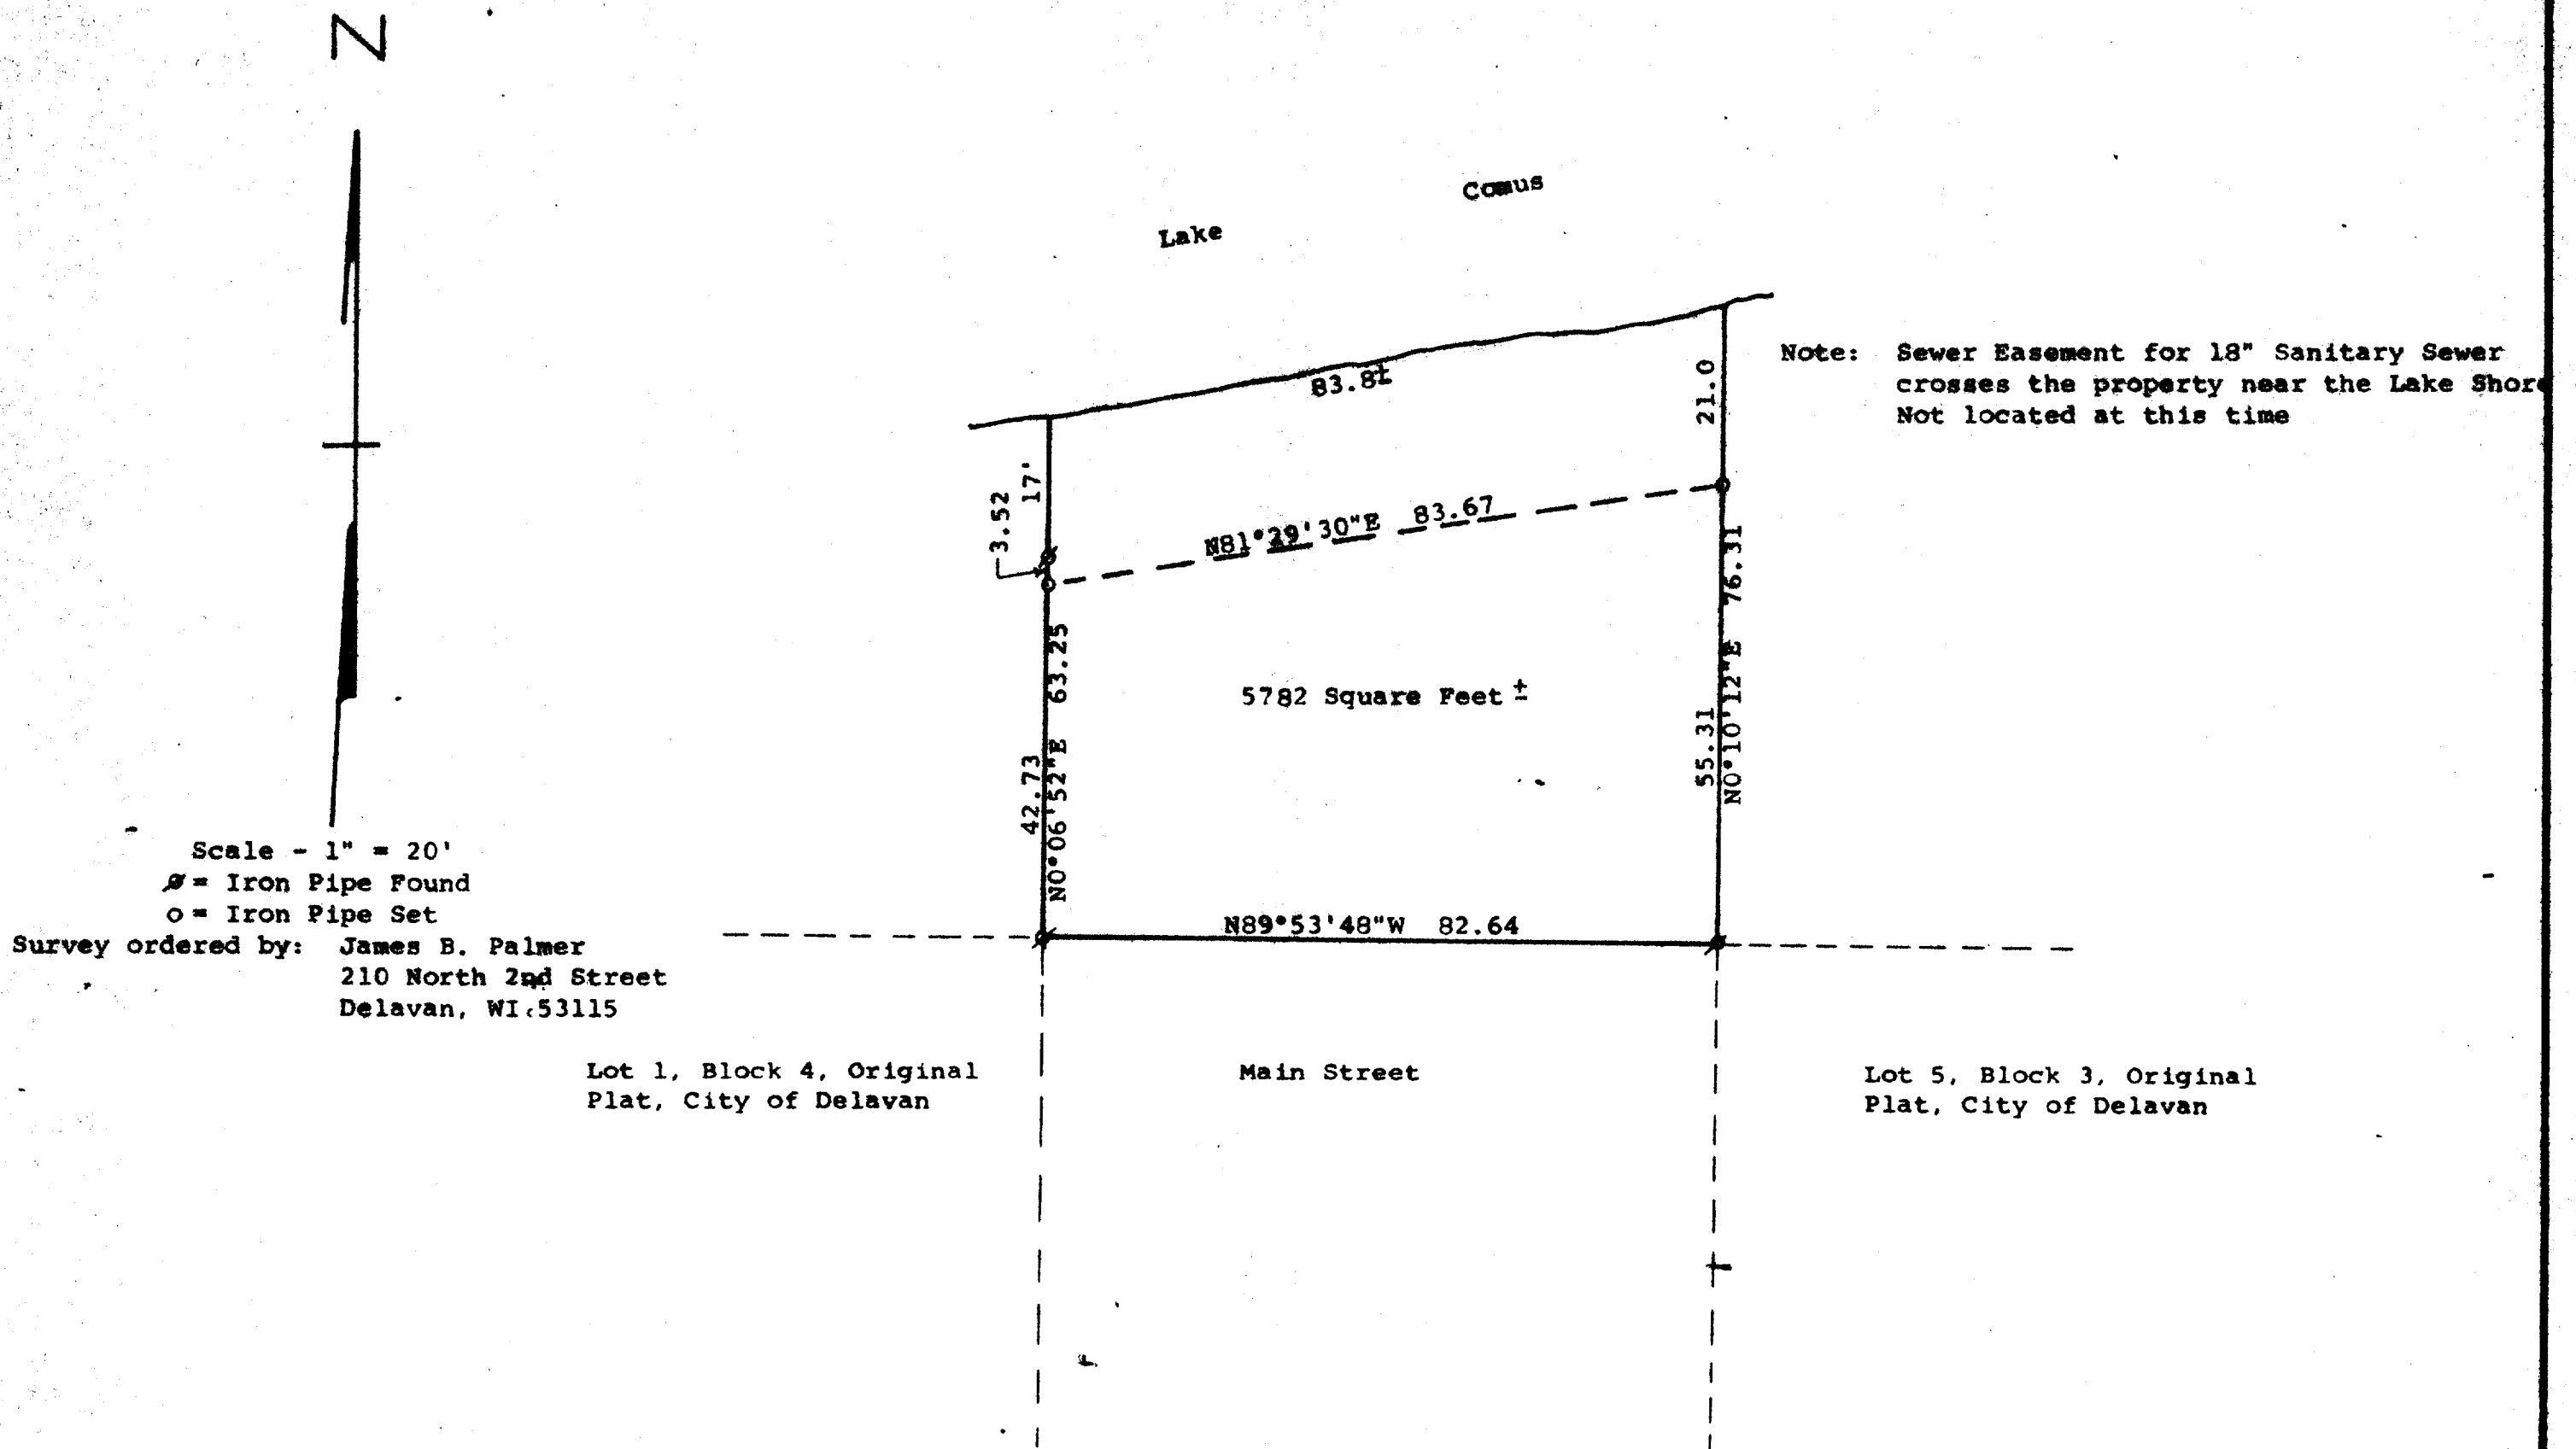 N
Lake Comus
83.8±
21.0
Note: Sewer Easement for 18" Sanitary Sewer
crosses the property near the Lake Shore
Not located at this time
17'
3.52
N81°29'30"E 83.67
76.31
63.25
5782 Square Feet ±
42.73
N0°06'52"E
55.31
N0°10'12"E
Scale - 1" = 20'
ø = Iron Pipe Found
o = Iron Pipe Set
N89°53'48"W 82.64
Survey ordered by: James B. Palmer
210 North 2nd Street
Delavan, WI 53115
Lot 1, Block 4, Original
Plat, City of Delavan
Main Street
Lot 5, Block 3, Original
Plat, City of Delavan